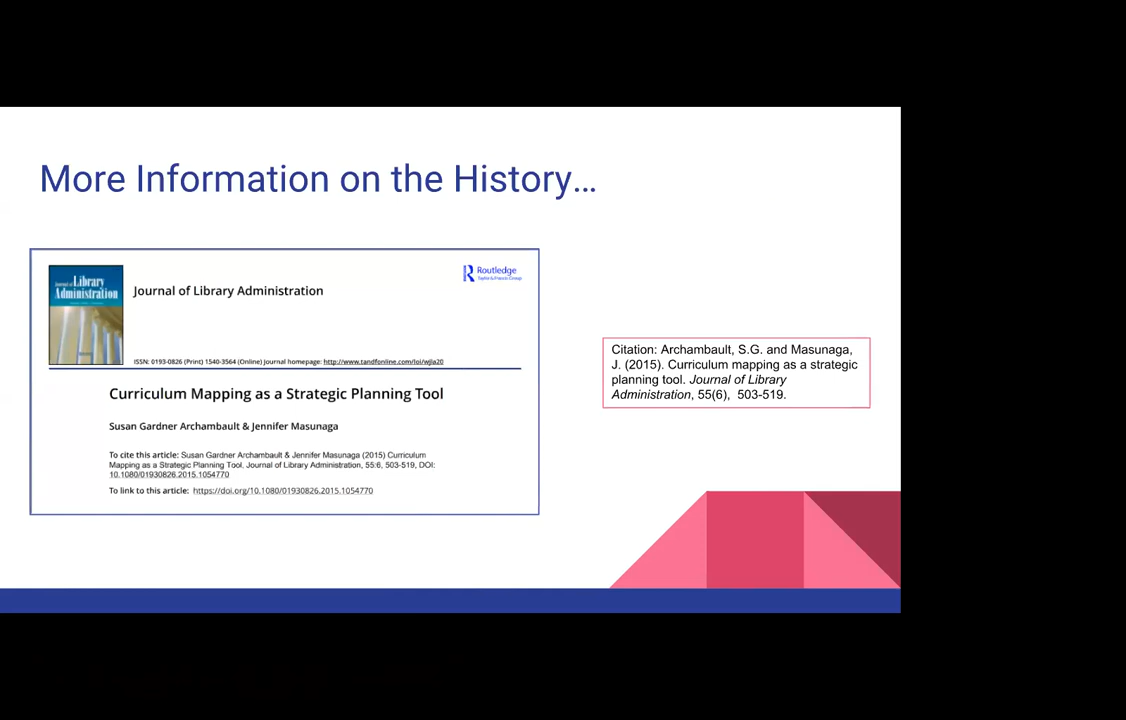 More Information on the History...
Journal of Library Administration
Routledge
Taylor & Francis Group
Journal of Library Administration
ISSN: 0193-0826 (Print) 1540-3564 (Online) Journal homepage: http://www.tandfonline.com/loi/wjla20
Curriculum Mapping as a Strategic Planning Tool
Susan Gardner Archambault & Jennifer Masunaga
To cite this article: Susan Gardner Archambault & Jennifer Masunaga (2015) Curriculum
Mapping as a Strategic Planning Tool, Journal of Library Administration, 55:6, 503-519, DOI:
10.1080/01930826.2015.1054770
To link to this article: https://doi.org/10.1080/01930826.2015.1054770
Citation: Archambault, S.G. and Masunaga,
J. (2015). Curriculum mapping as a strategic
planning tool. Journal of Library
Administration, 55(6), 503-519.